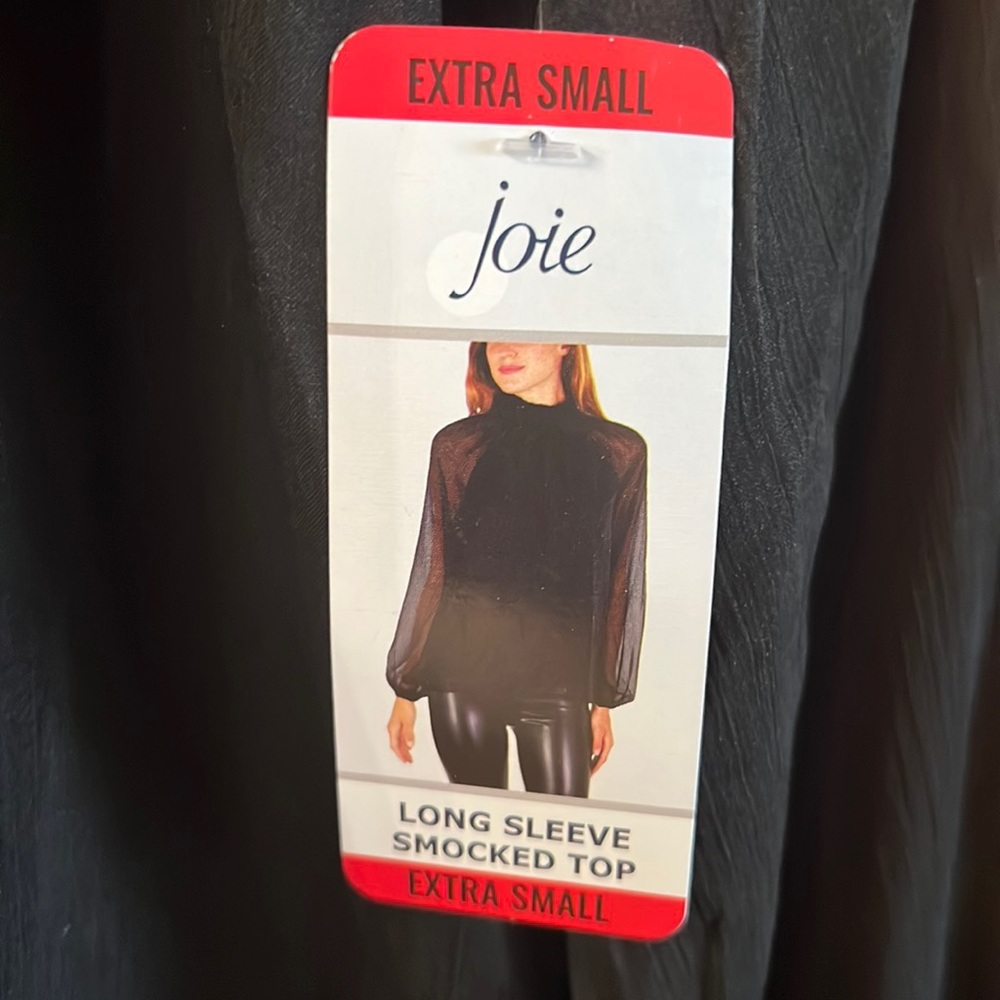 EXTRA SMALL
joie
LONG SLEEVE
SMOCKED TOP
EXTRA SMALL